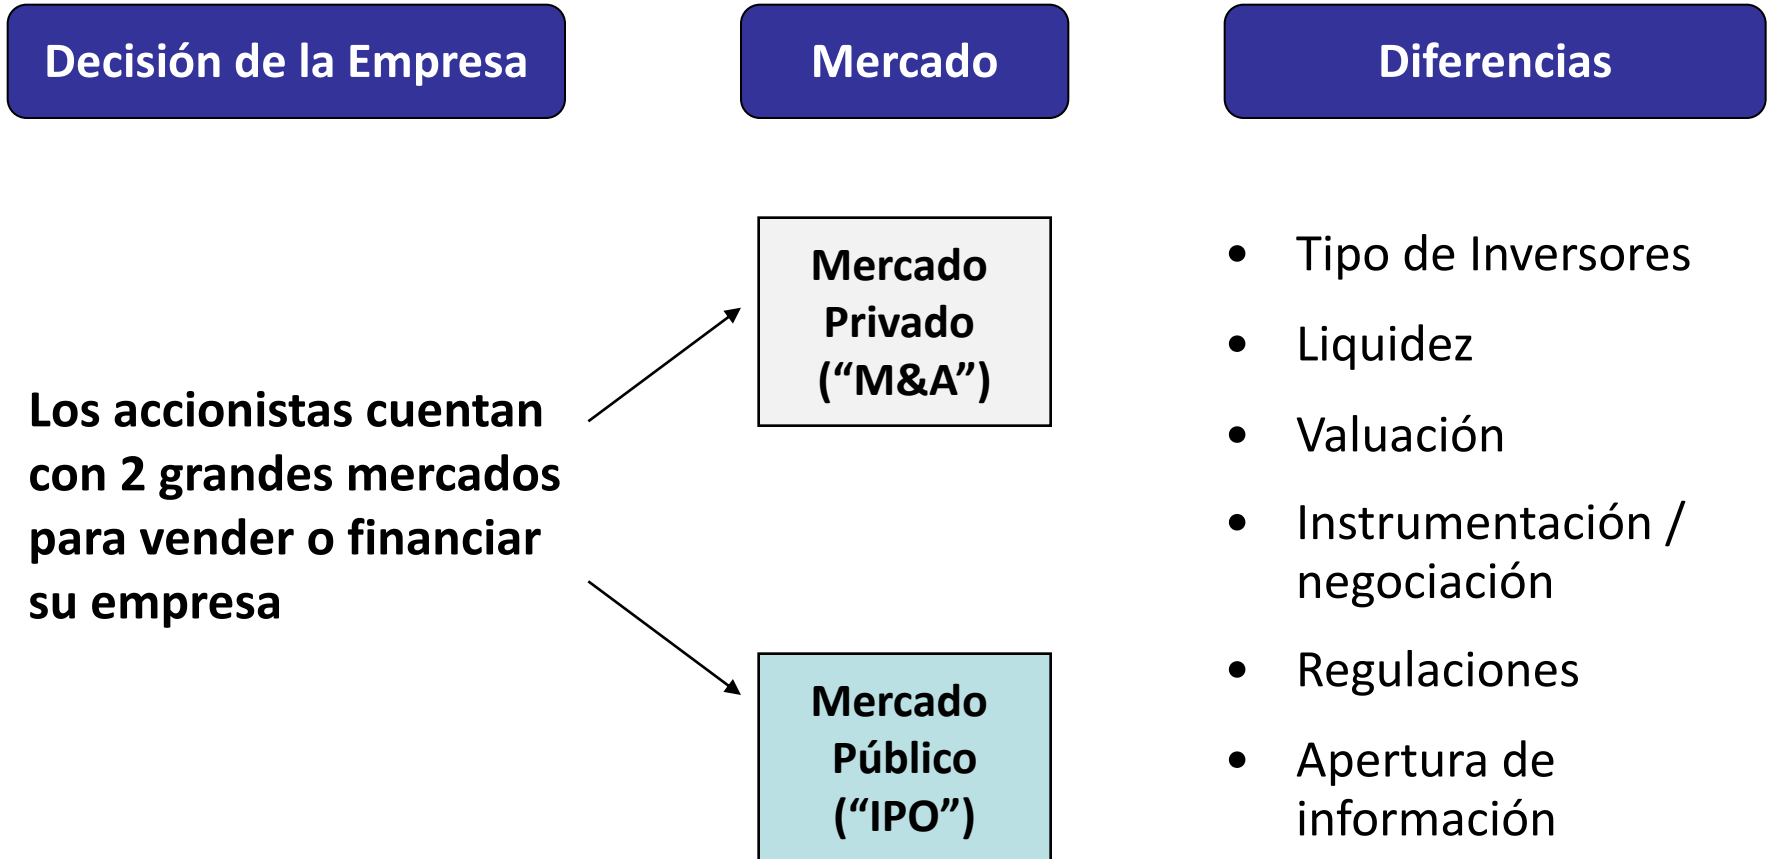 Decisión de la Empresa
Mercado
Diferencias
Los accionistas cuentan
con 2 grandes mercados
para vender o financiar
su empresa
Mercado
Privado
(“M&A”)
Mercado
Público
(“IPO”)
• Tipo de Inversores
• Liquidez
• Valuación
• Instrumentación /
negociación
• Regulaciones
• Apertura de
información